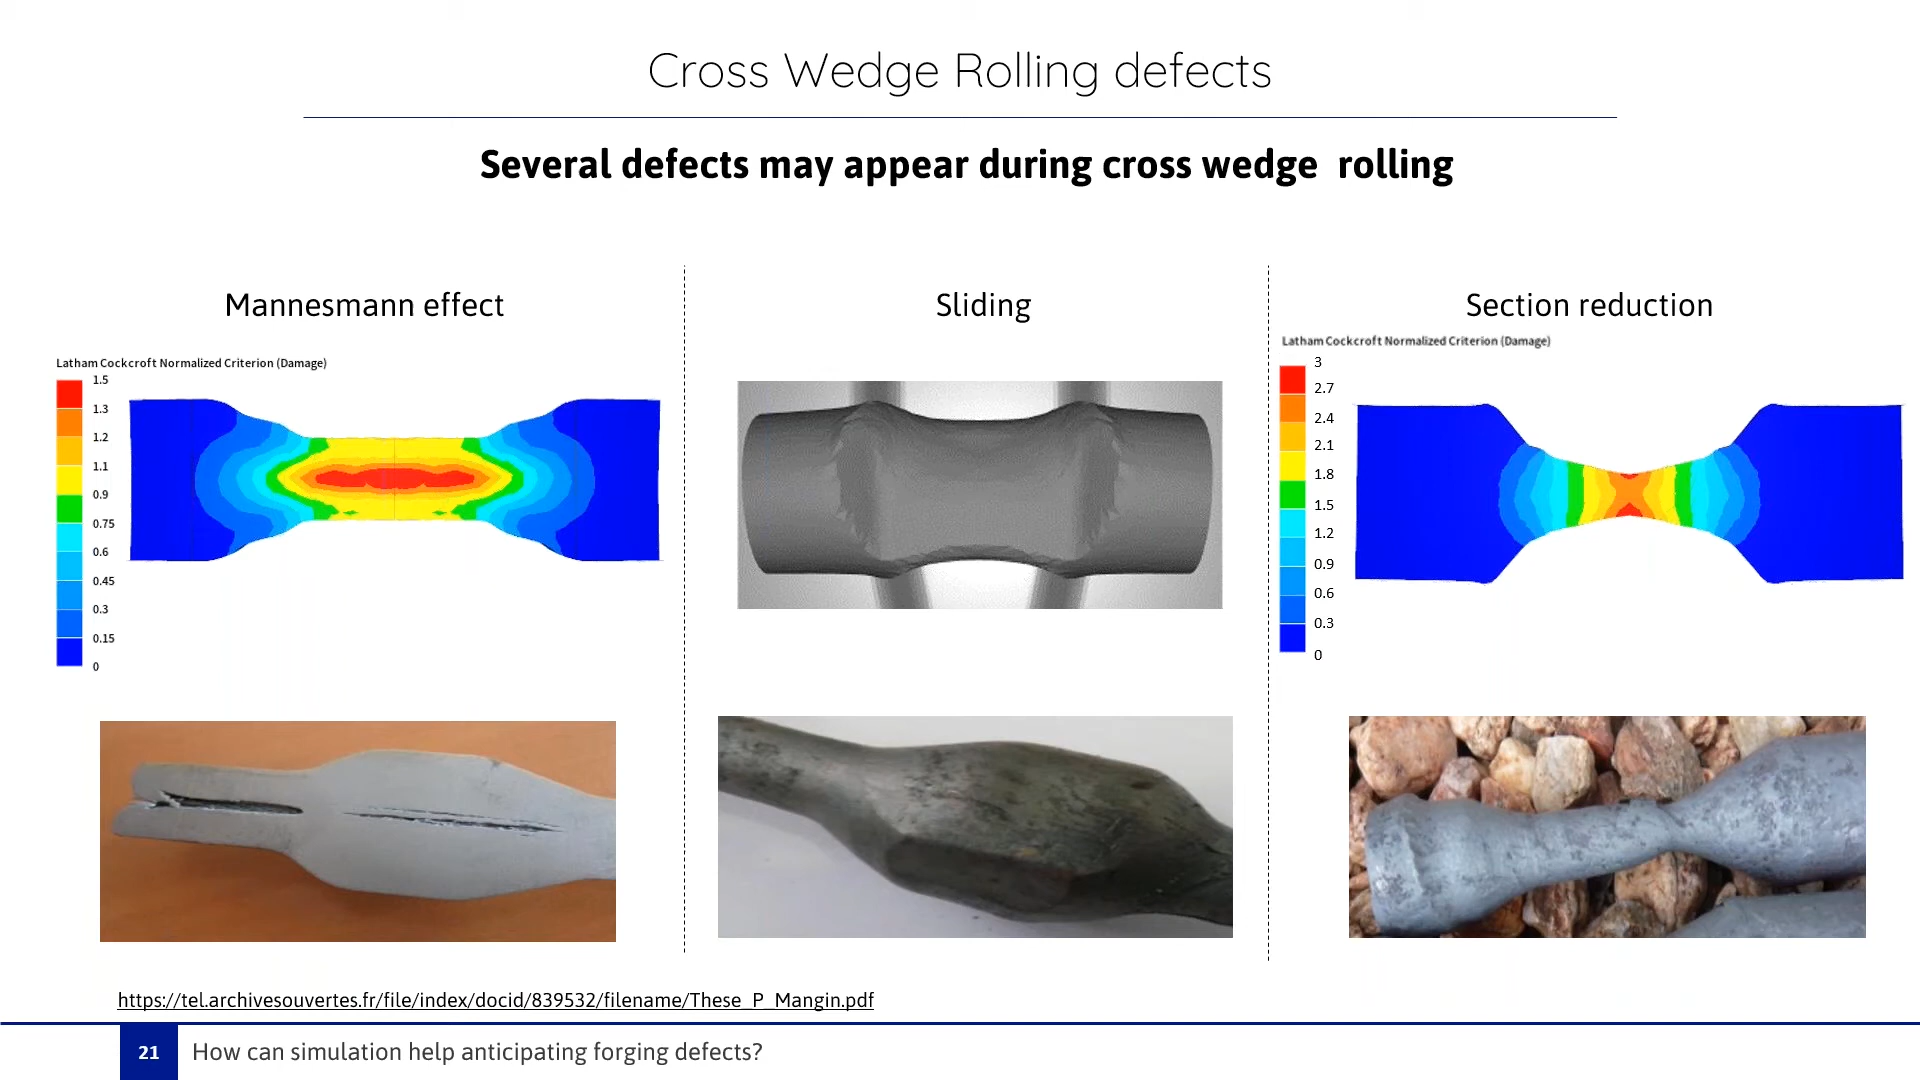 Cross Wedge Rolling defects
Several defects may appear during cross wedge  rolling
Mannesmann effect
Latham Cockcroft Normalized Criterion (Damage)
1.5
1.3
1.2
1.1
0.9
0.75
0.6
0.45
0.3
0.15
0
Sliding
Section reduction
Latham Cockcroft Normalized Criterion (Damage)
3
2.7
2.4
2.1
1.8
1.5
1.2
0.9
0.6
0.3
0
https://tel.archivesouvertes.fr/file/index/docid/839532/filename/These_P_Mangin.pdf
21 How can simulation help anticipating forging defects?